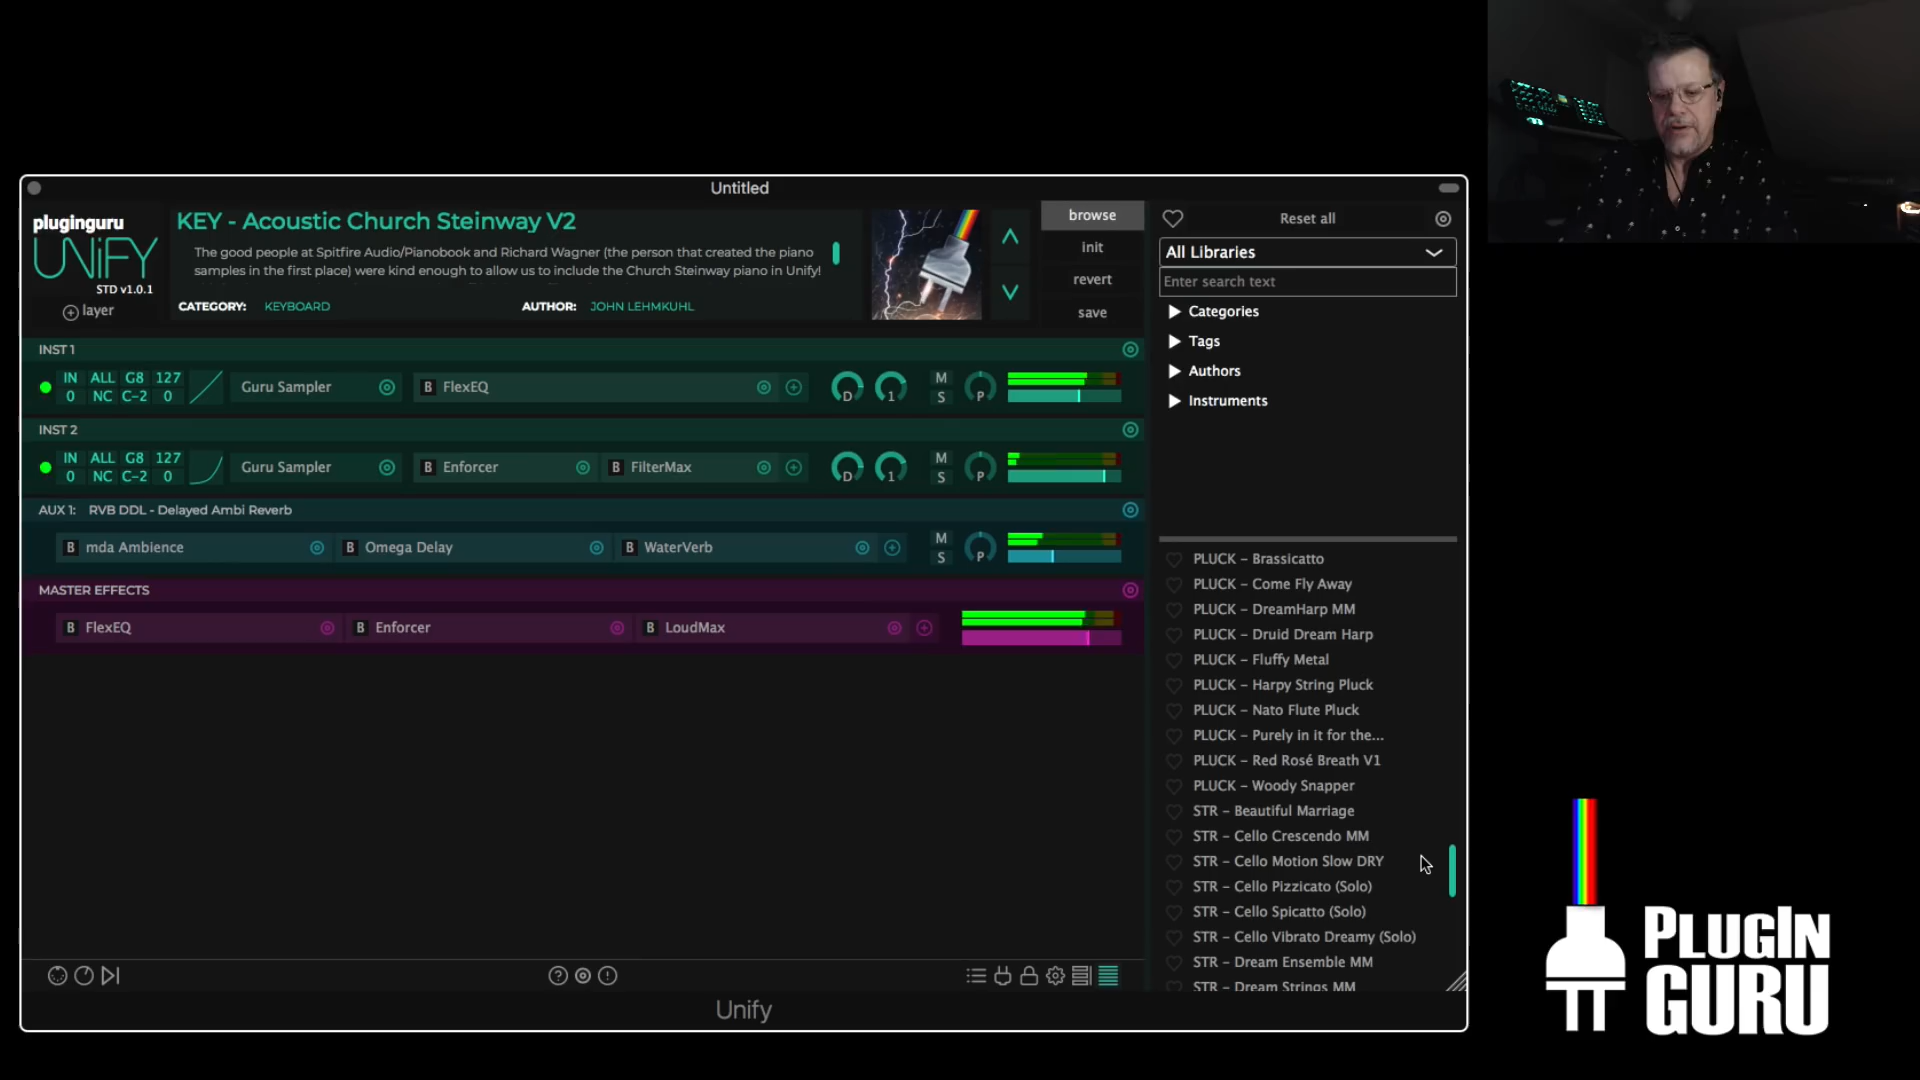 Untitled
pluginguru
UNiFY
STD v1.0.1
layer
KEY - Acoustic Church Steinway V2
The good people at Spitfire Audio/Pianobook and Richard Wagner (the person that created the piano
samples in the first place) were kind enough to allow us to include the Church Steinway piano in Unify!
CATEGORY: KEYBOARD AUTHOR: JOHN LEHMKUHL
browse
init
revert
save
Reset all
All Libraries
Enter search text
Categories
Tags
Authors
Instruments
INST 1
IN ALL G8 127
0 NC C-2 0
Guru Sampler B FlexEQ D 1 M S P
INST 2
IN ALL G8 127
0 NC C-2 0
Guru Sampler B Enforcer B FilterMax D 1 M S P
AUX 1: RVB DDL - Delayed Ambi Reverb
B mda Ambience B Omega Delay B WaterVerb M S P
MASTER EFFECTS
B FlexEQ B Enforcer B LoudMax
PLUCK – Brassicatto
PLUCK – Come Fly Away
PLUCK – DreamHarp MM
PLUCK – Druid Dream Harp
PLUCK – Fluffy Metal
PLUCK – Harpy String Pluck
PLUCK – Nato Flute Pluck
PLUCK – Purely in it for the...
PLUCK – Red Rosé Breath V1
PLUCK – Woody Snapper
STR – Beautiful Marriage
STR – Cello Crescendo MM
STR – Cello Motion Slow DRY
STR – Cello Pizzicato (Solo)
STR – Cello Spicatto (Solo)
STR – Cello Vibrato Dreamy (Solo)
STR – Dream Ensemble MM
STR – Dream Strings MM
Unify
PLUGIN
GURU